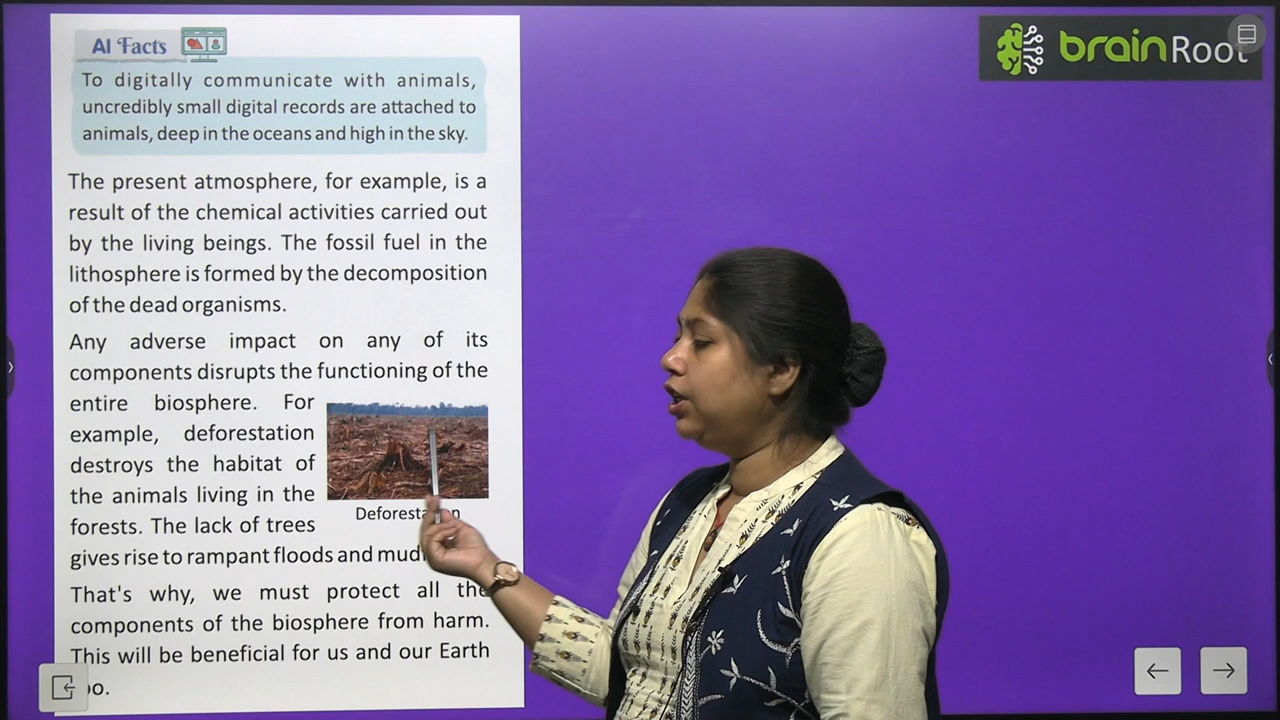 AI Facts
To digitally communicate with animals,
uncredibly small digital records are attached to
animals, deep in the oceans and high in the sky.
The present atmosphere, for example, is a
result of the chemical activities carried out
by the living beings. The fossil fuel in the
lithosphere is formed by the decomposition
of the dead organisms.
Any adverse impact on any of its
components disrupts the functioning of the
entire biosphere. For
example, deforestation
destroys the habitat of
the animals living in the
forests. The lack of trees
gives rise to rampant floods and
Deforestation
That's why, we must protect all the
components of the biosphere from harm.
This will be beneficial for us and our Earth
brainRoot